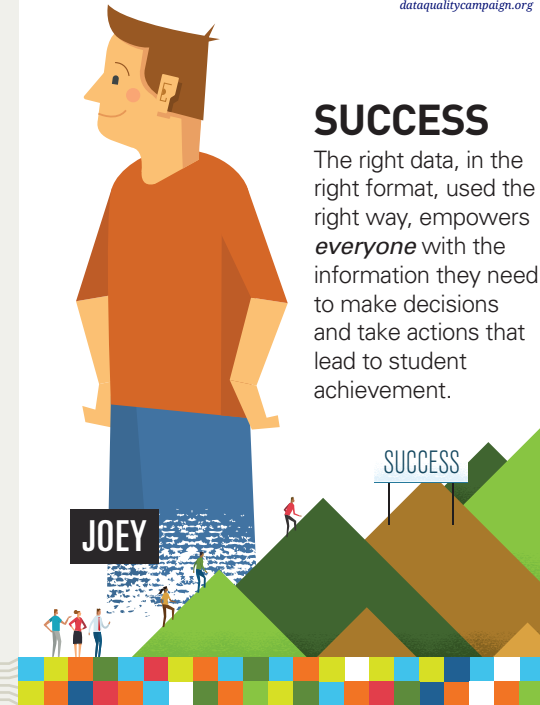 dataqualitycampaign.org
SUCCESS
The right data, in the
right format, used the
right way, empowers
everyone with the
information they need
to make decisions
and take actions that
lead to student
achievement.
SUCCESS
JOEY